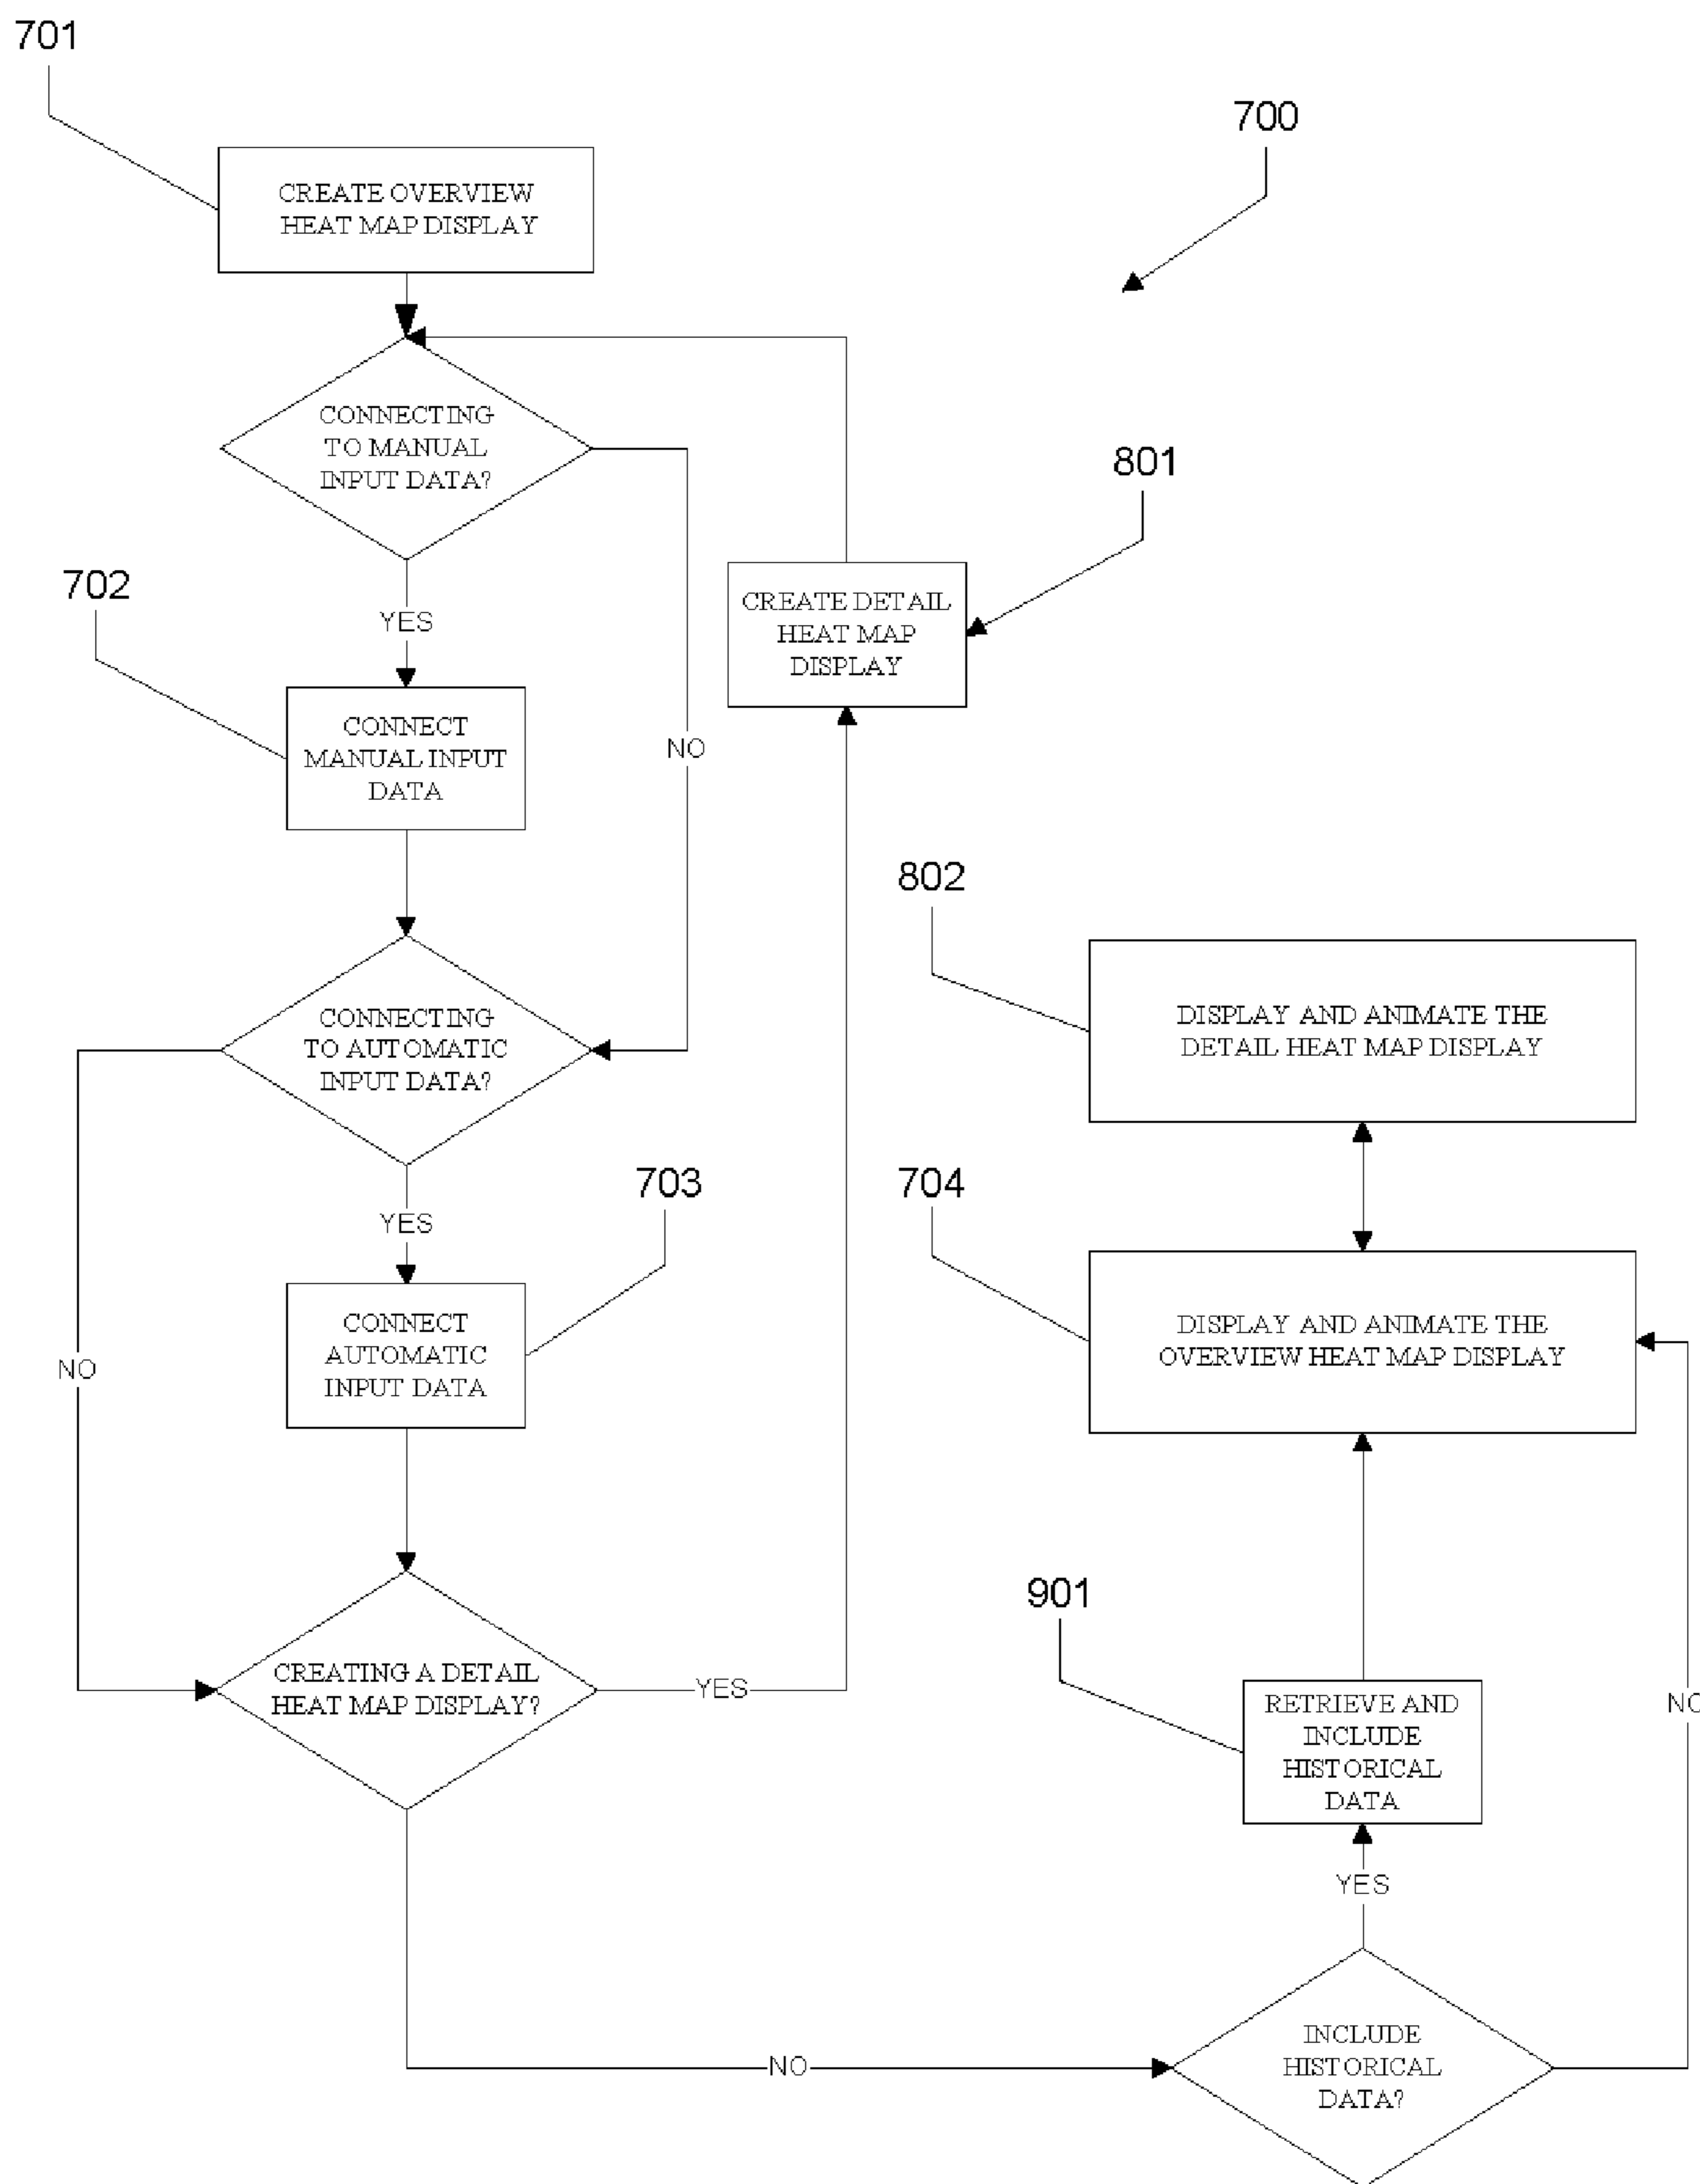 701
700
CREATE OVERVIEW
HEAT MAP DISPLAY
CONNECTING
TO MANUAL
INPUT DATA?
801
702
YES
CREATE DETAIL
HEAT MAP
DISPLAY
CONNECT
MANUAL INPUT
DATA
NO
802
CONNECTING
TO AUTOMATIC
INPUT DATA?
DISPLAY AND ANIMATE THE
DETAIL HEAT MAP DISPLAY
703
704
YES
CONNECT
AUTOMATIC
INPUT DATA
NO
DISPLAY AND ANIMATE THE
OVERVIEW HEAT MAP DISPLAY
901
CREATING A DETAIL
HEAT MAP DISPLAY?
YES
RETRIEVE AND
INCLUDE
HISTORICAL
DATA
NO
YES
NO
INCLUDE
HISTORICAL
DATA?